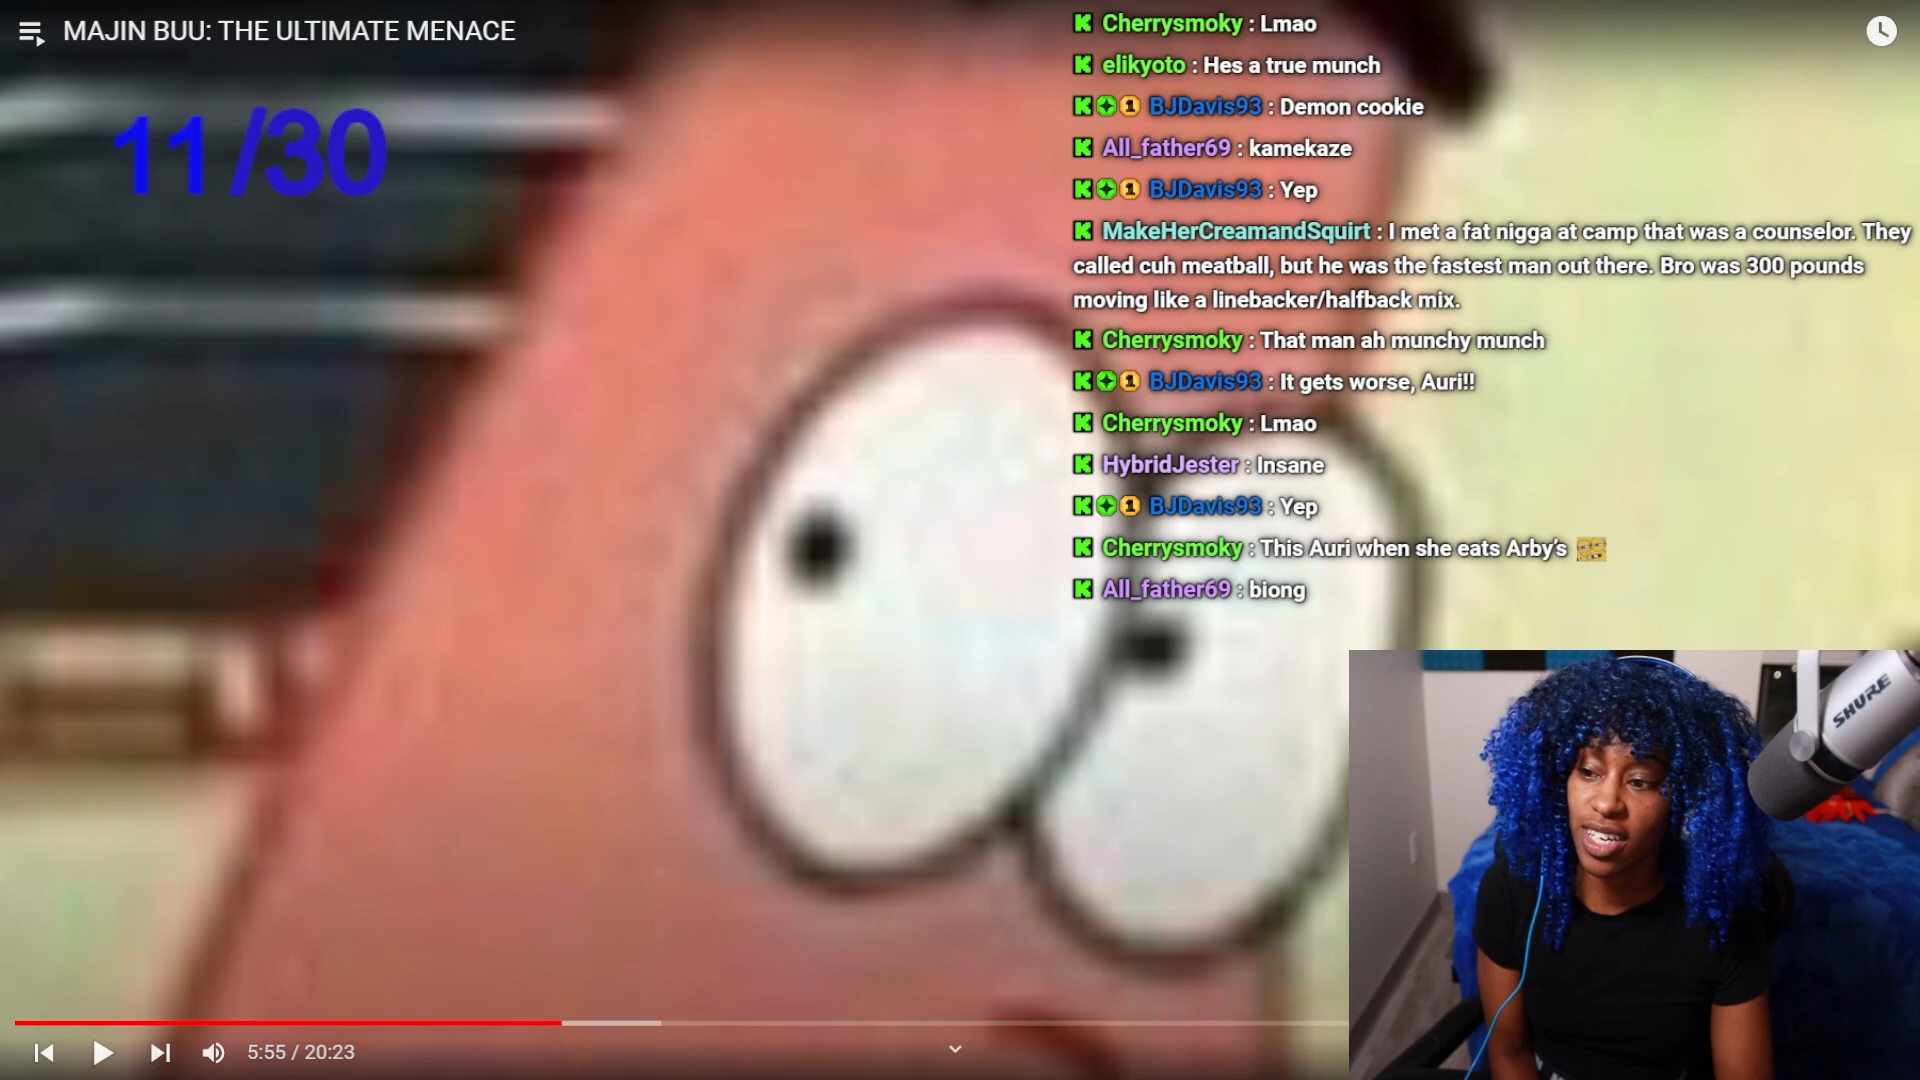 MAJIN BUU: THE ULTIMATE MENACE
11/30
Cherrysmoky : Lmao
elikyoto : Hes a true munch
1 BJDavis93 : Demon cookie
All_father69 : kamekaze
1 BJDavis93 : Yep
MakeHerCreamandSquirt : I met a fat nigga at camp that was a counselor. They
called cuh meatball, but he was the fastest man out there. Bro was 300 pounds
moving like a linebacker/halfback mix.
Cherrysmoky : That man ah munchy munch
1 BJDavis93 : It gets worse, Auri!!
Cherrysmoky : Lmao
HybridJester : Insane
1 BJDavis93 : Yep
Cherrysmoky : This Auri when she eats Arby’s
All_father69 : biong
SHURE
5:55 / 20:23